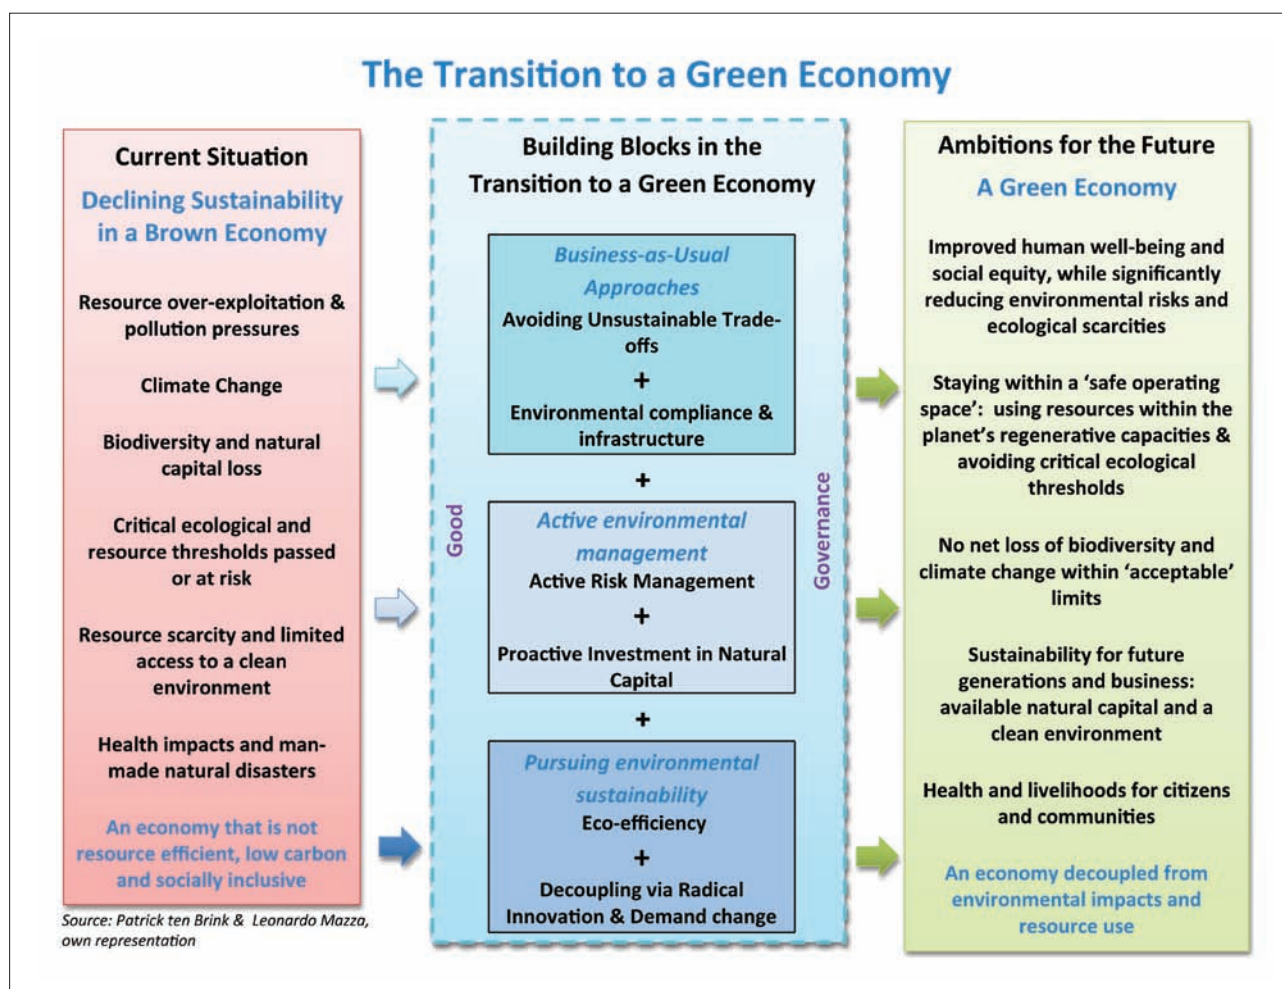 The Transition to a Green Economy
Current Situation
Declining Sustainability
in a Brown Economy
Resource over-exploitation &
pollution pressures
Climate Change
Biodiversity and natural
capital loss
Critical ecological and
resource thresholds passed
or at risk
Resource scarcity and limited
access to a clean
environment
Health impacts and man-
made natural disasters
An economy that is not
resource efficient, low carbon
and socially inclusive
Source: Patrick ten Brink & Leonardo Mazza,
own representation
Building Blocks in the
Transition to a Green Economy
Good
Business-as-Usual
Approaches
Avoiding Unsustainable Trade-
offs
+
Environmental compliance &
infrastructure
+
Active environmental
management
Active Risk Management
+
Proactive Investment in Natural
Capital
+
Pursuing environmental
sustainability
Eco-efficiency
+
Decoupling via Radical
Innovation & Demand change
Governance
Ambitions for the Future
A Green Economy
Improved human well-being and
social equity, while significantly
reducing environmental risks and
ecological scarcities
Staying within a ‘safe operating
space’: using resources within the
planet’s regenerative capacities &
avoiding critical ecological
thresholds
No net loss of biodiversity and
climate change within ‘acceptable’
limits
Sustainability for future
generations and business:
available natural capital and a
clean environment
Health and livelihoods for citizens
and communities
An economy decoupled from
environmental impacts and
resource use